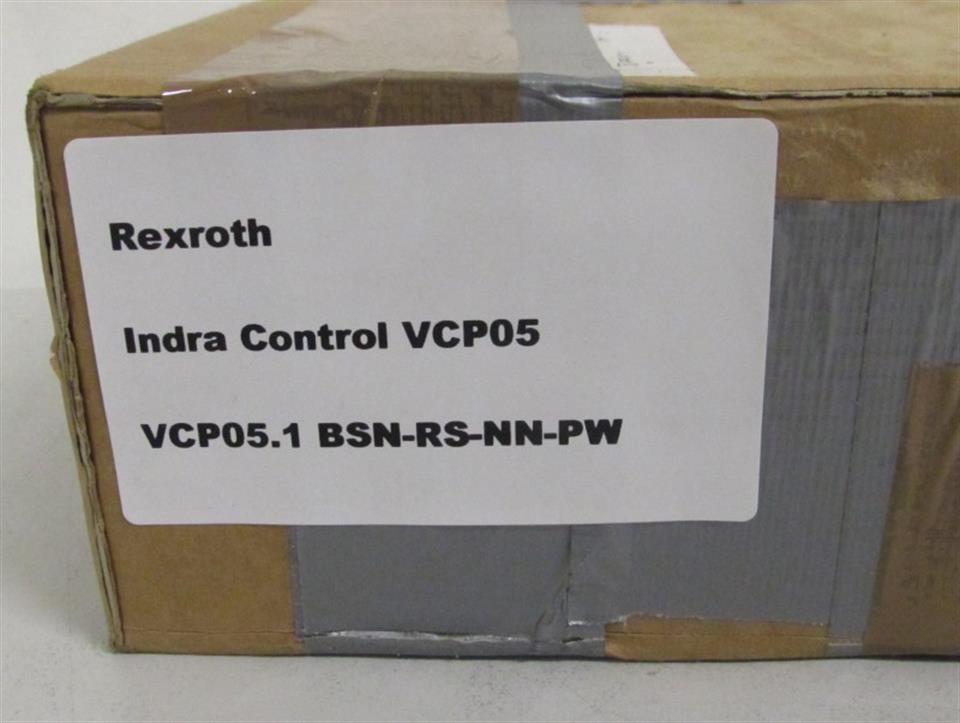 Rexroth
Indra Control VCP05
VCP05.1 BSN-RS-NN-PW